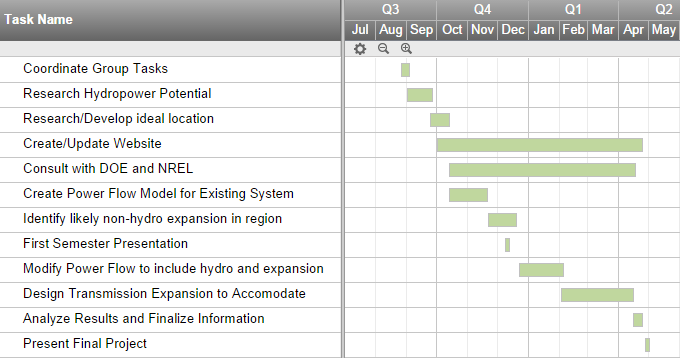 Task Name
Q3 Q4 Q1 Q2
Jul Aug Sep Oct Nov Dec Jan Feb Mar Apr May
Coordinate Group Tasks
Research Hydropower Potential
Research/Develop ideal location
Create/Update Website
Consult with DOE and NREL
Create Power Flow Model for Existing System
Identify likely non-hydro expansion in region
First Semester Presentation
Modify Power Flow to include hydro and expansion
Design Transmission Expansion to Accomodate
Analyze Results and Finalize Information
Present Final Project